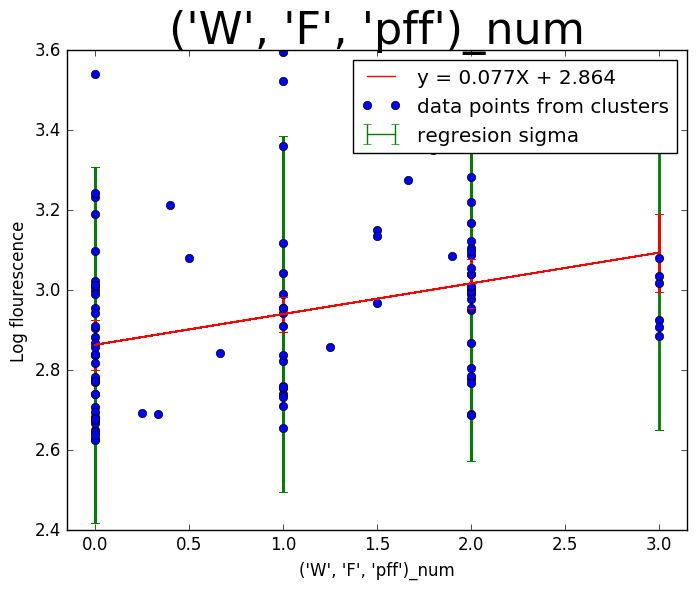 ('W', 'F', 'pff')_num
y = 0.077X + 2.864
data points from clusters
regresion sigma
Log flourescence
3.6
3.4
3.2
3.0
2.8
2.6
2.4
0.0 0.5 1.0 1.5 2.0 2.5 3.0
('W', 'F', 'pff')_num